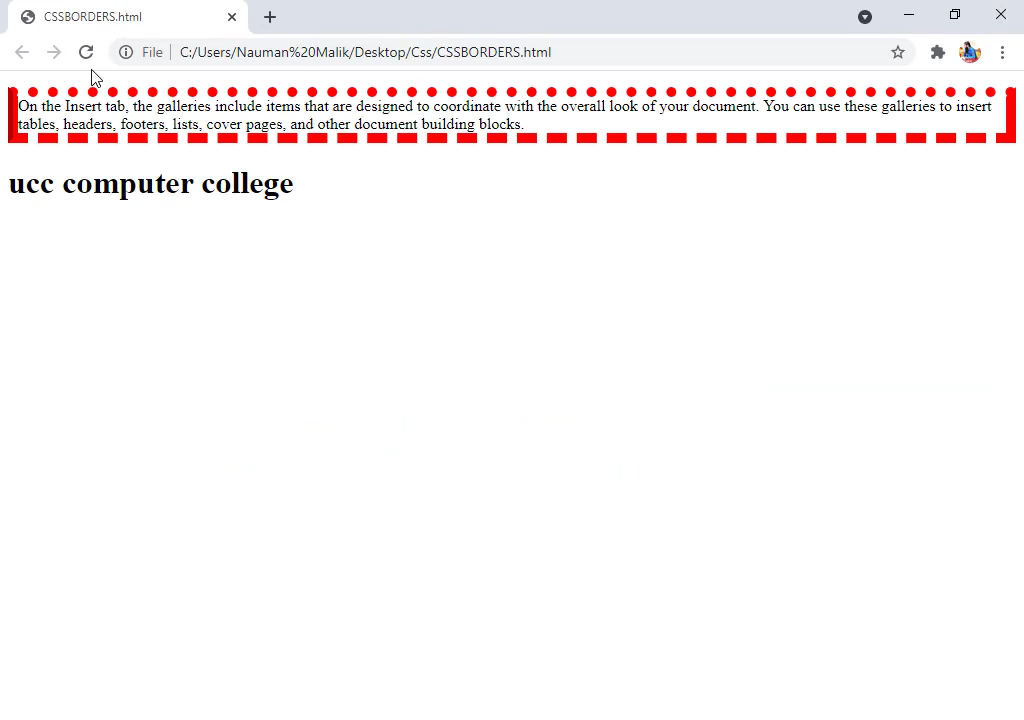 CSSBORDERS.html
File
C:/Users/Nauman%20Malik/Desktop/Css/CSSBORDERS.html
On the Insert tab, the galleries include items that are designed to coordinate with the overall look of your document. You can use these galleries to insert
tables, headers, footers, lists, cover pages, and other document building blocks.
ucc computer college